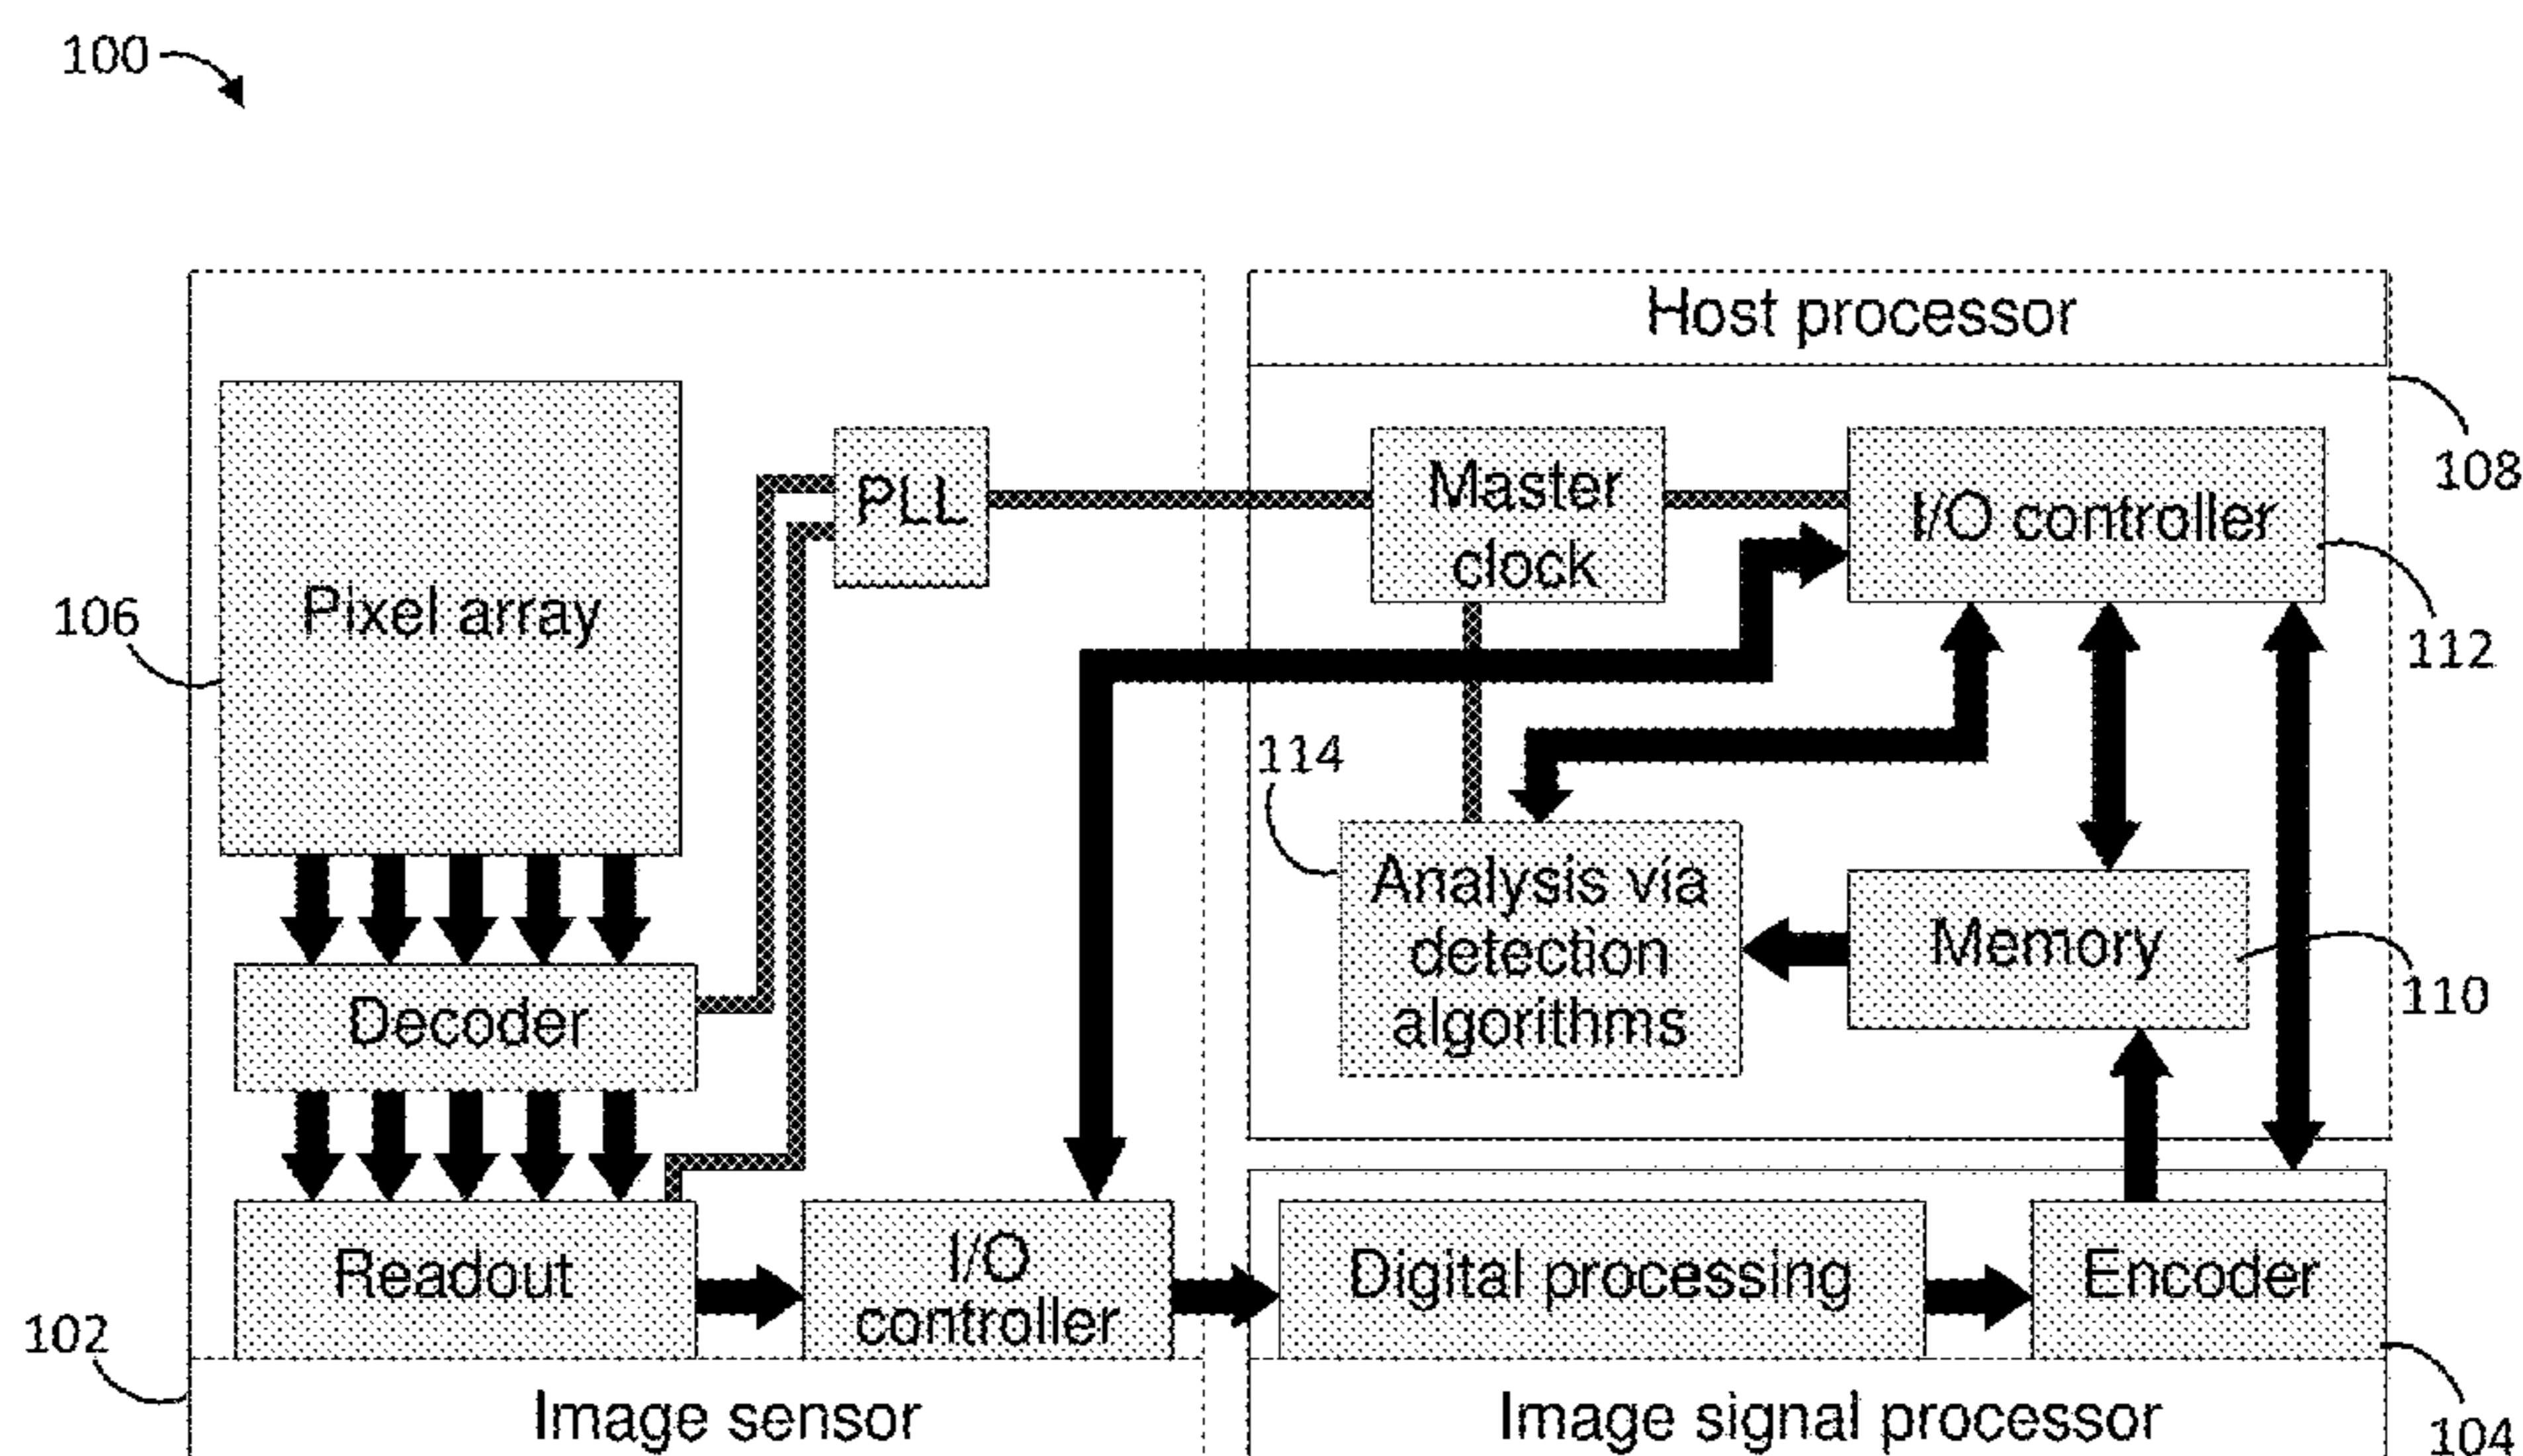 100
Host processor
108
Pixel array
106
PLL
Master
clock
I/O controller
112
114
Analysis via
detection
algorithms
Memory
110
Decoder
Readout
I/O
controller
Digital processing
Encoder
102
Image sensor
Image signal processor
104